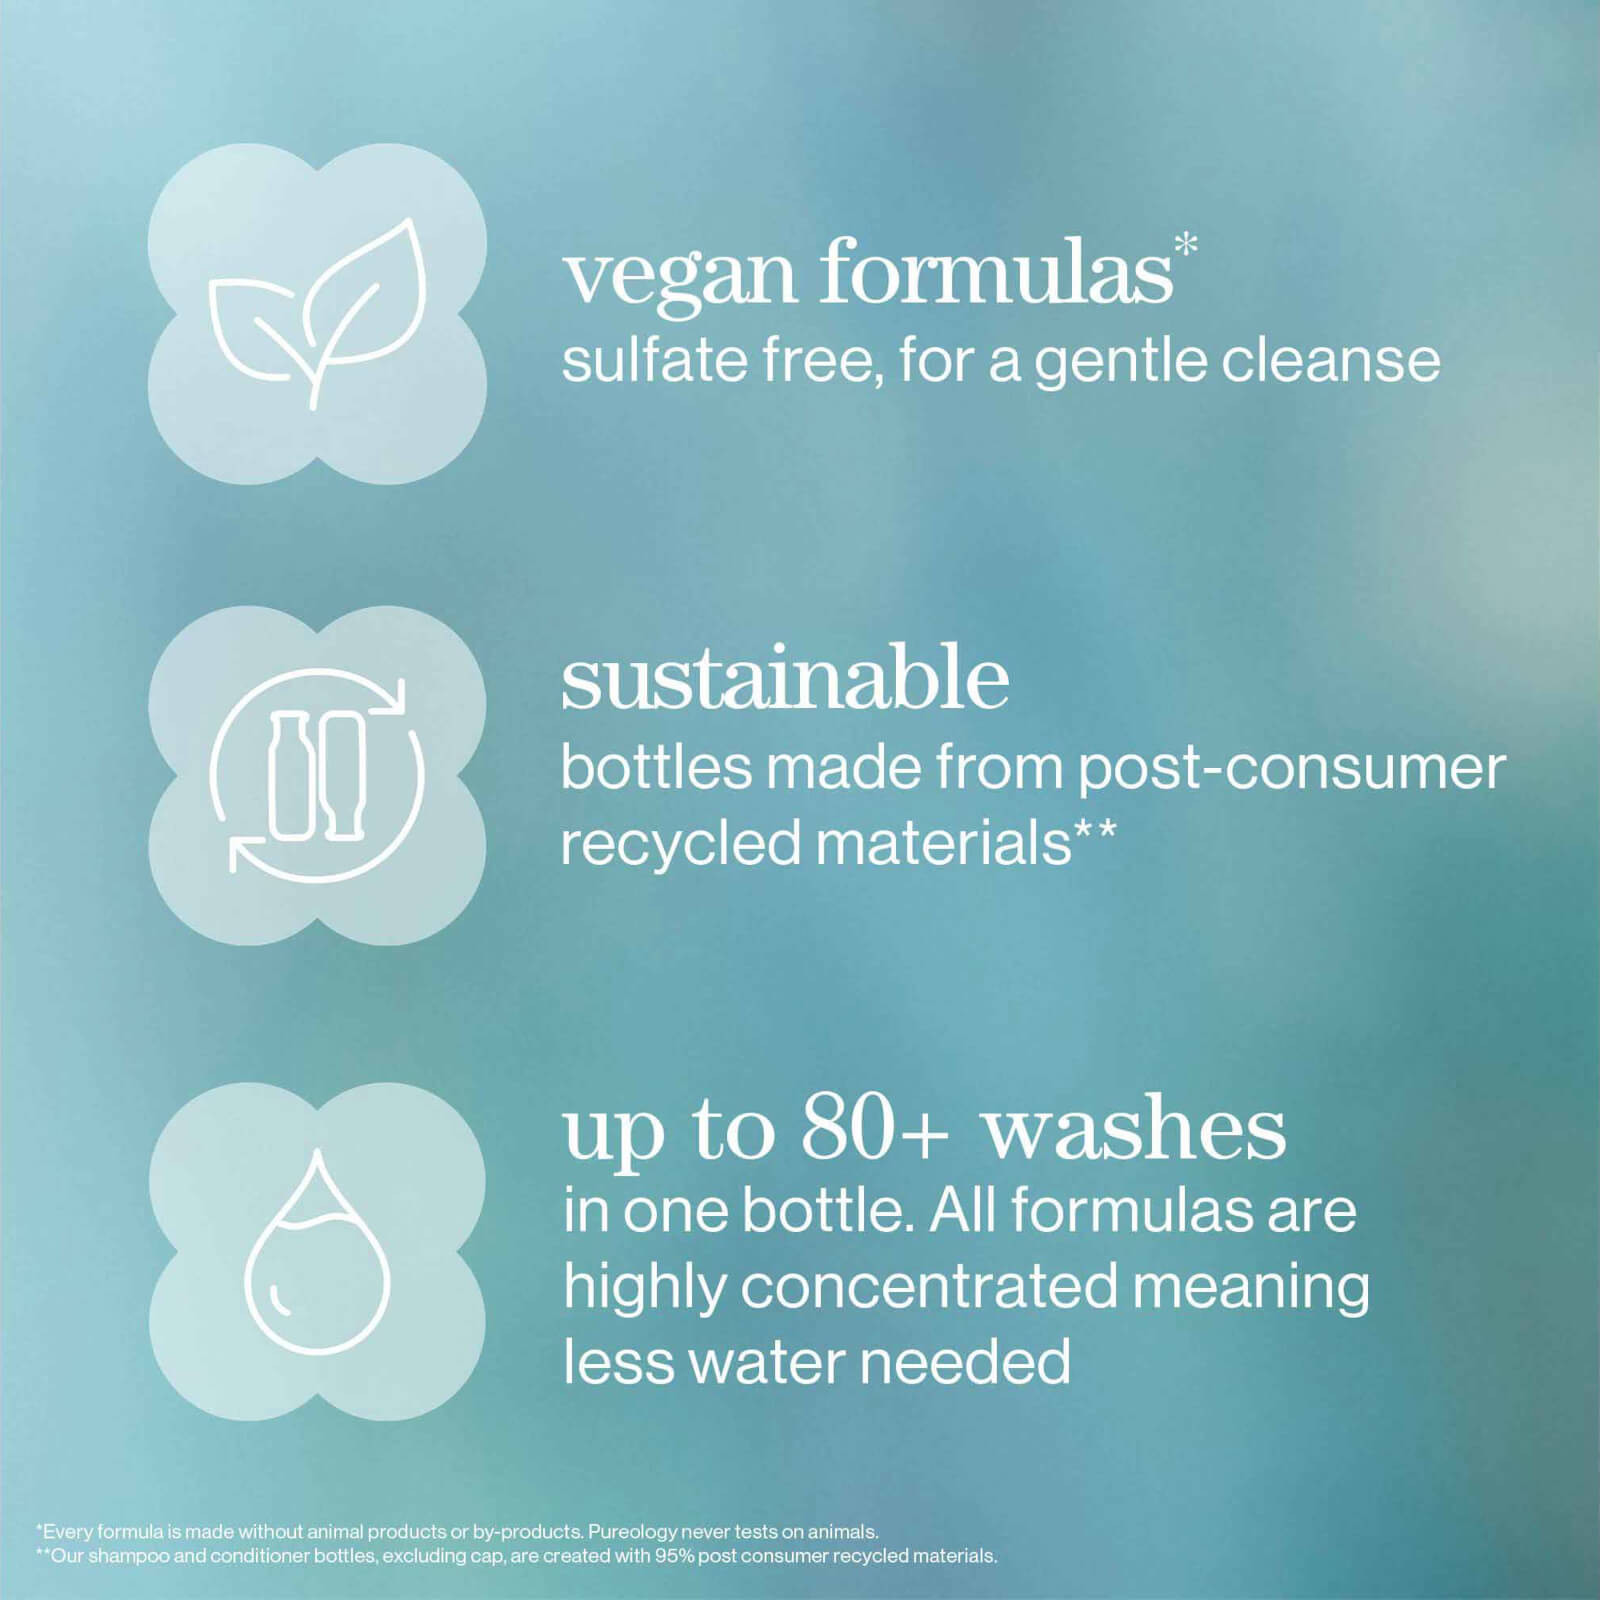 vegan formulas*
sulfate free, for a gentle cleanse
sustainable
bottles made from post-consumer
recycled materials**
up to 80+ washes
in one bottle. All formulas are
highly concentrated meaning
less water needed
*Every formula is made without animal products or by-products. Pureology never tests on animals.
**Our shampoo and conditioner bottles, excluding cap, are created with 95% post consumer recycled materials.